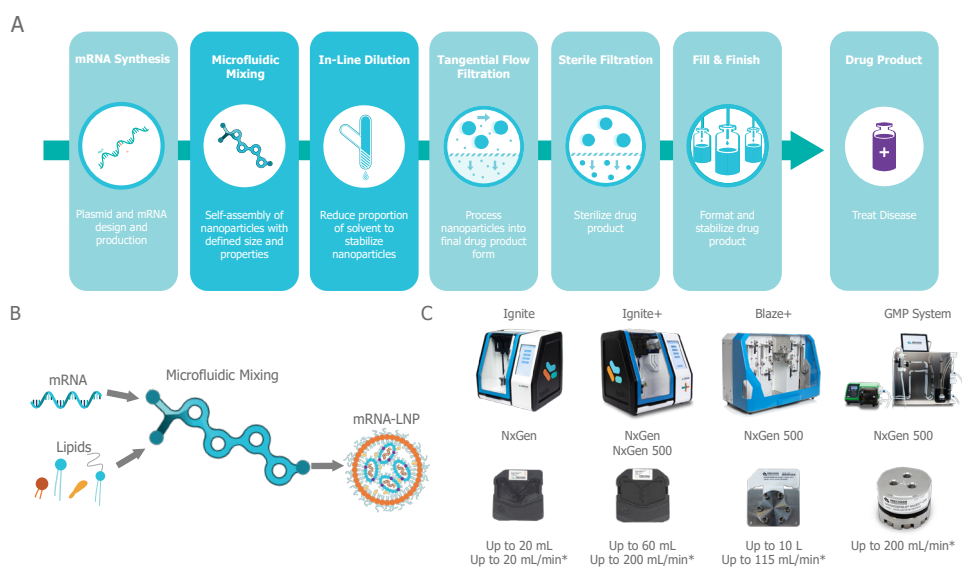 A
mRNA Synthesis
Plasmid and mRNA
design and
production
Microfluidic
Mixing
Self-assembly of
nanoparticles with
defined size and
properties
In-Line Dilution
Reduce proportion
of solvent to
stabilize
nanoparticles
Tangential Flow
Filtration
Process
nanoparticles into
final drug product
form
Sterile Filtration
Sterilize drug
product
Fill & Finish
Format and
stabilize drug
product
Drug Product
+
Treat Disease
B
mRNA
Microfluidic Mixing
Lipids
mRNA-LNP
C
Ignite
Ignite+
Blaze+
GMP System
NxGen
NxGen
NxGen 500
NxGen 500
NxGen 500
Up to 20 mL
Up to 20 mL/min*
Up to 60 mL
Up to 200 mL/min*
Up to 10 L
Up to 115 mL/min*
Up to 200 mL/min*